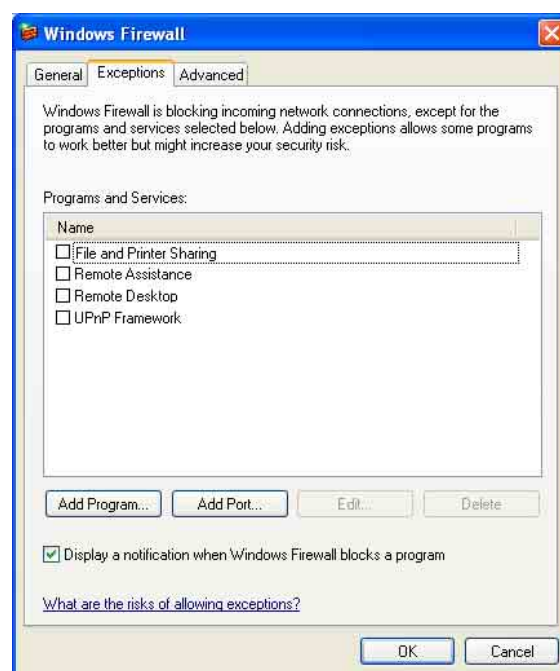 Windows Firewall
General Exceptions Advanced
Windows Firewall is blocking incoming network connections, except for the
programs and services selected below. Adding exceptions allows some programs
to work better but might increase your security risk.
Programs and Services:
Name
File and Printer Sharing
Remote Assistance
Remote Desktop
UPnP Framework
Add Program... Add Port... Edit... Delete
Display a notification when Windows Firewall blocks a program
What are the risks of allowing exceptions?
OK Cancel